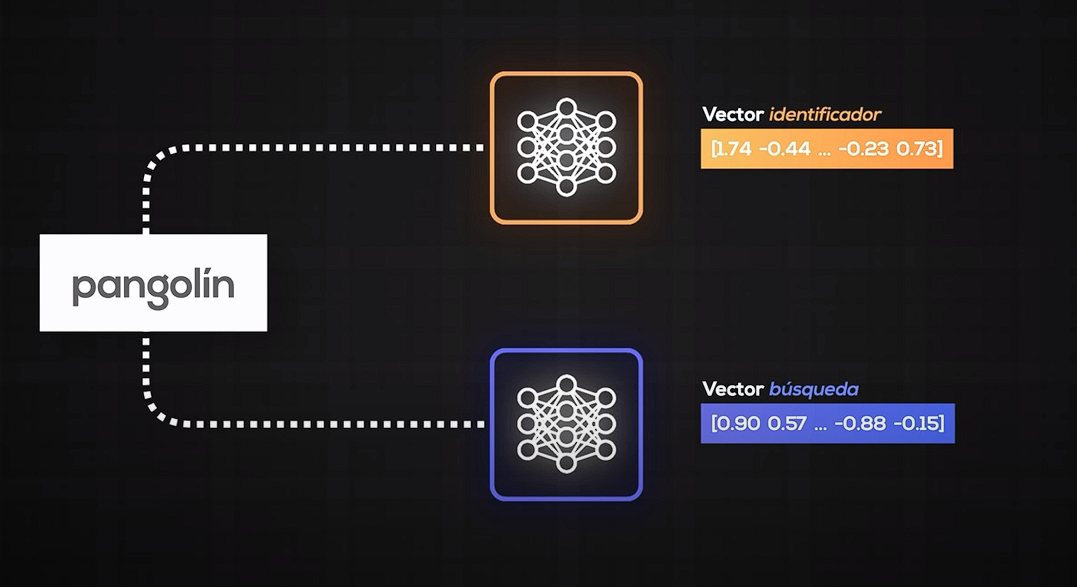 pangolín
Vector identificador
[1.74 -0.44 ... -0.23 0.73]
Vector búsqueda
[0.90 0.57 ... -0.88 -0.15]